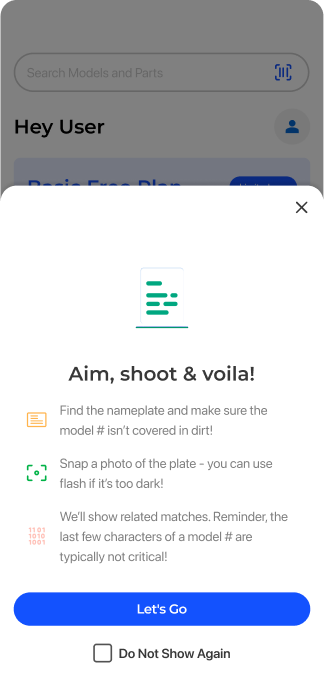 Search Models and Parts
Hey User
Basic Free Plan
Aim, shoot & voila!
Find the nameplate and make sure the
model # isn't covered in dirt!
Snap a photo of the plate - you can use
flash if it's too dark!
1101
1010
1001
We'll show related matches. Reminder, the
last few characters of a model # are
typically not critical!
Let's Go
Do Not Show Again